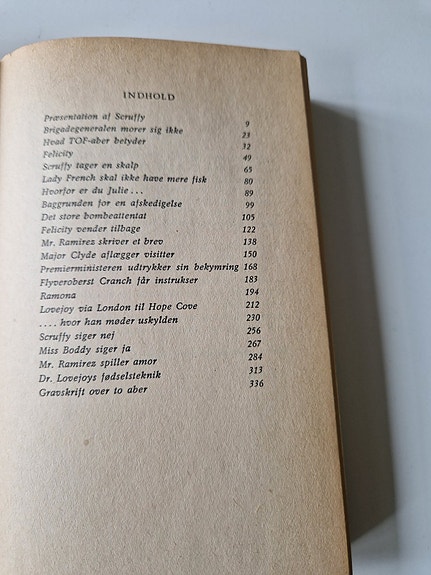 INDHOLD
Præsentation af Scruffy 9
Brigadegeneralen morer sig ikke 23
Hvad TOF-aber betyder 32
Felicity 49
Scruffy tager en skalp 65
Lady French skal ikke have mere fisk 80
Hvorfor er du Julie . . . 89
Baggrunden for en afskedigelse 99
Det store bombeattentat 105
Felicity vender tilbage 122
Mr. Ramirez skriver et brev 138
Major Clyde aflægger visitter 150
Premierministeren udtrykker sin bekymring 168
Flyveroberst Cranch får instrukser 183
Ramona 194
Lovejoy via London til Hope Cove 212
. . . . hvor han møder uskylden 230
Scruffy siger nej 256
Miss Boddy siger ja 267
Mr. Ramirez spiller amor 284
Dr. Lovejoys fødselsteknik 313
Gravskrift over to aber 336